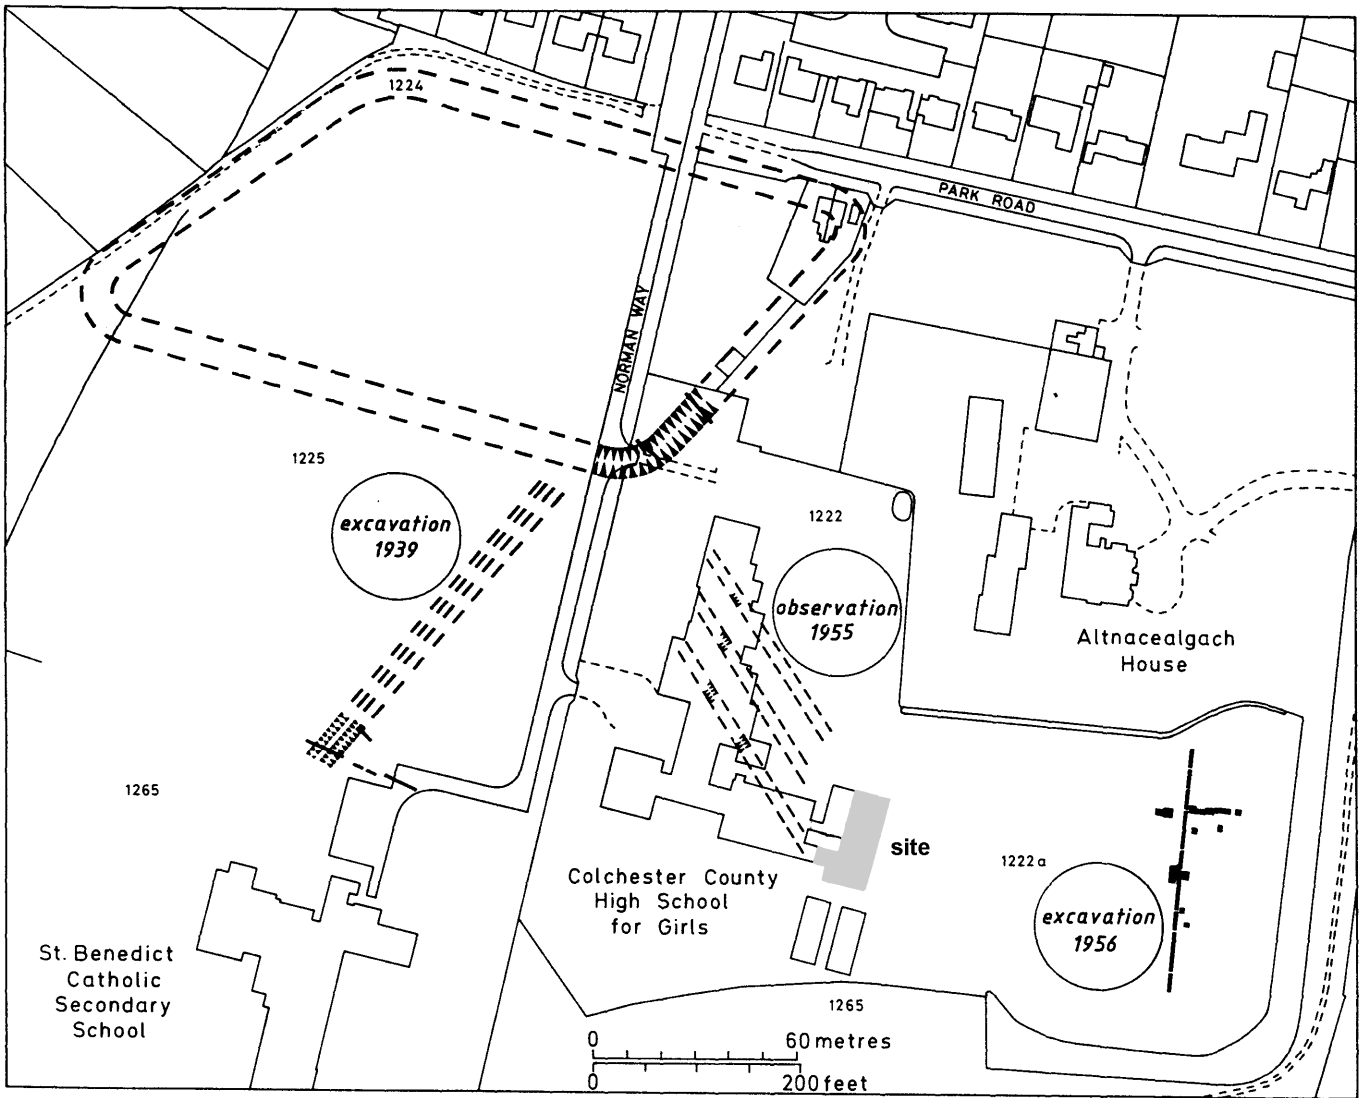 1224
PARK ROAD
NORMAN WAY
1225
excavation
1939
1222
observation
1955
Altnacealgach
House
1265
site
1222a
Colchester County
High School
for Girls
excavation
1956
St. Benedict
Catholic
Secondary
School
1265
0 60 metres
0 200 feet